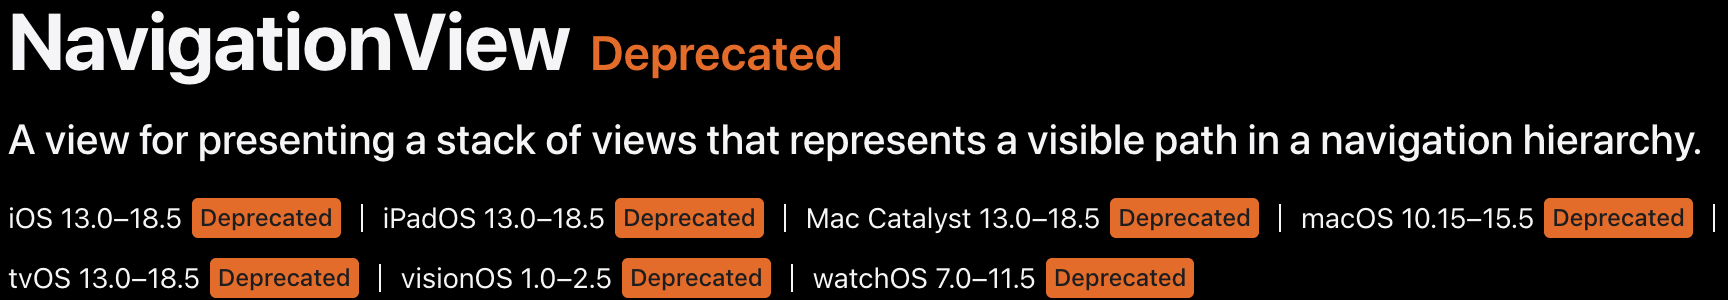 NavigationView Deprecated
A view for presenting a stack of views that represents a visible path in a navigation hierarchy.
iOS 13.0–18.5 Deprecated | iPadOS 13.0–18.5 Deprecated | Mac Catalyst 13.0–18.5 Deprecated | macOS 10.15–15.5 Deprecated |
tvOS 13.0–18.5 Deprecated | visionOS 1.0–2.5 Deprecated | watchOS 7.0–11.5 Deprecated